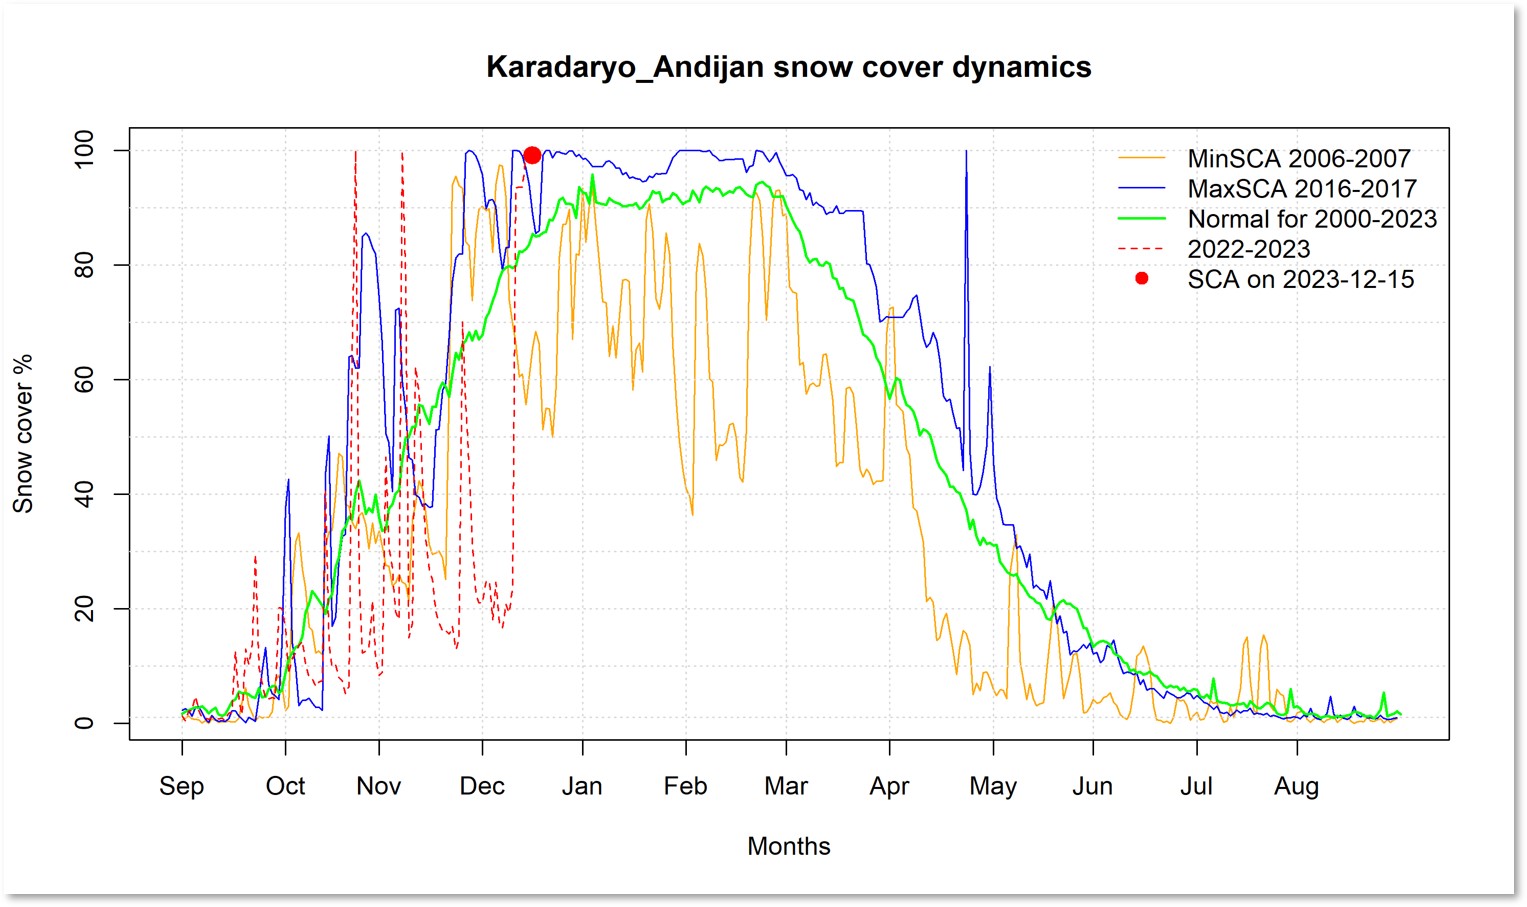 Karadaryo_Andijan snow cover dynamics
MinSCA 2006-2007
MaxSCA 2016-2017
Normal for 2000-2023
2022-2023
SCA on 2023-12-15
Snow cover %
100
80
60
40
20
0
Sep Oct Nov Dec Jan Feb Mar Apr May Jun Jul Aug
Months